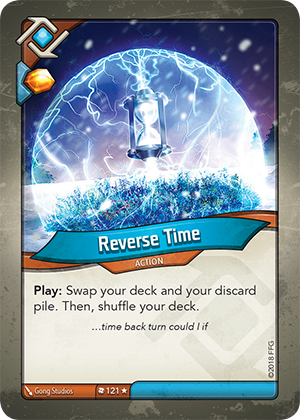 Reverse Time
ACTION
Play: Swap your deck and your discard
pile. Then, shuffle your deck.
...time back turn could I if
Gong Studios
121 ★
©2018 FFG